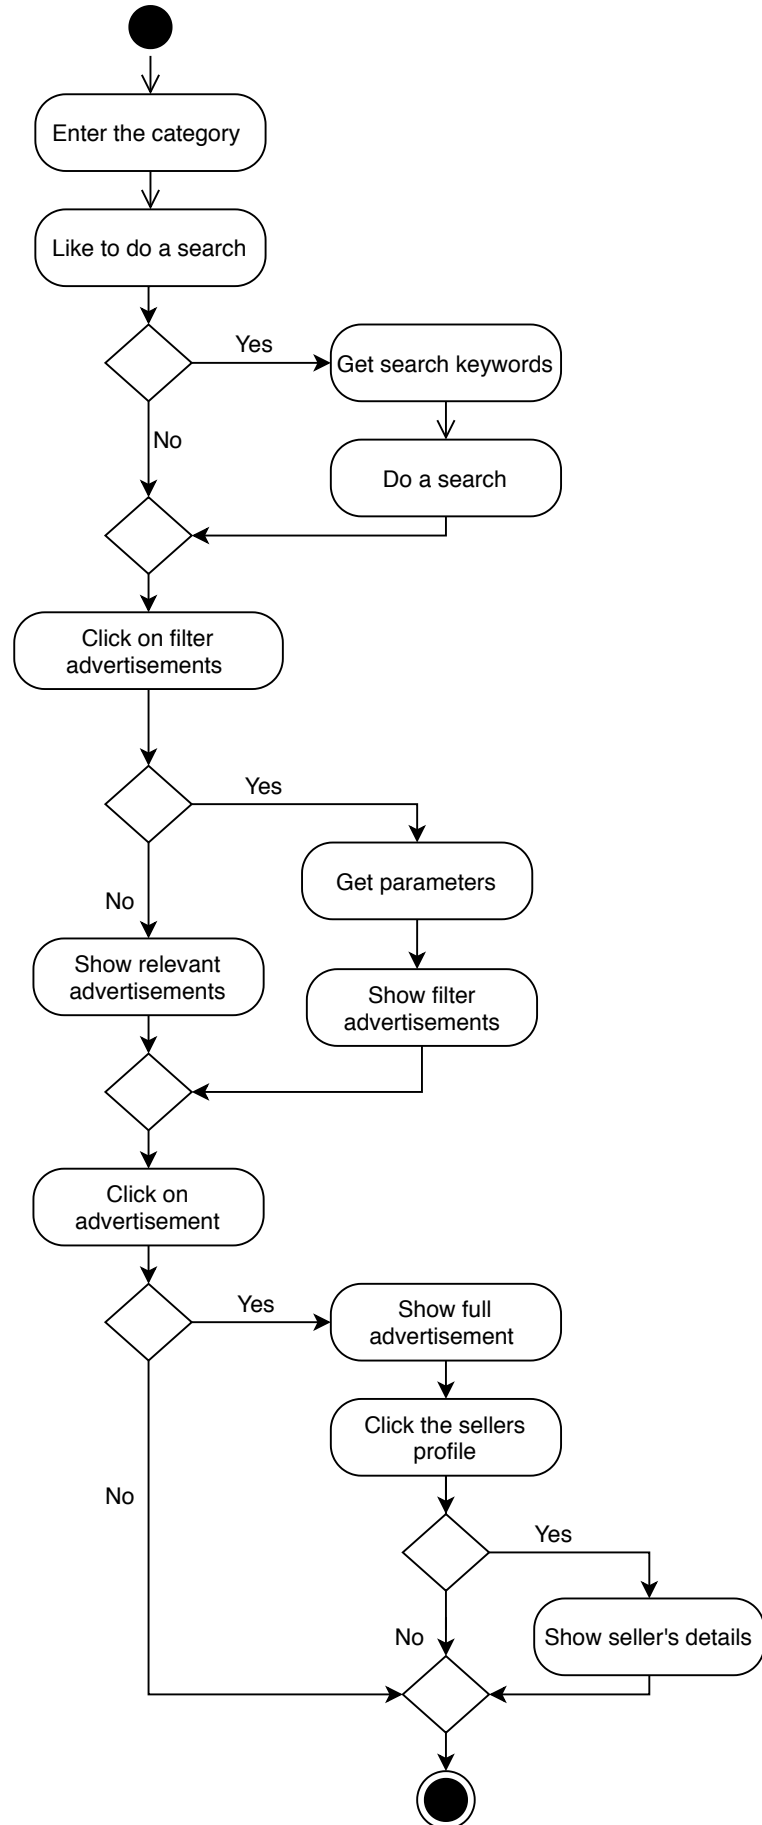 Enter the category
Like to do a search
Yes
Get search keywords
No
Do a search
Click on filter
advertisements
Yes
Get parameters
No
Show relevant
advertisements
Show filter
advertisements
Click on
advertisement
Yes
Show full
advertisement
Click the sellers
profile
No
Yes
No
Show seller's details